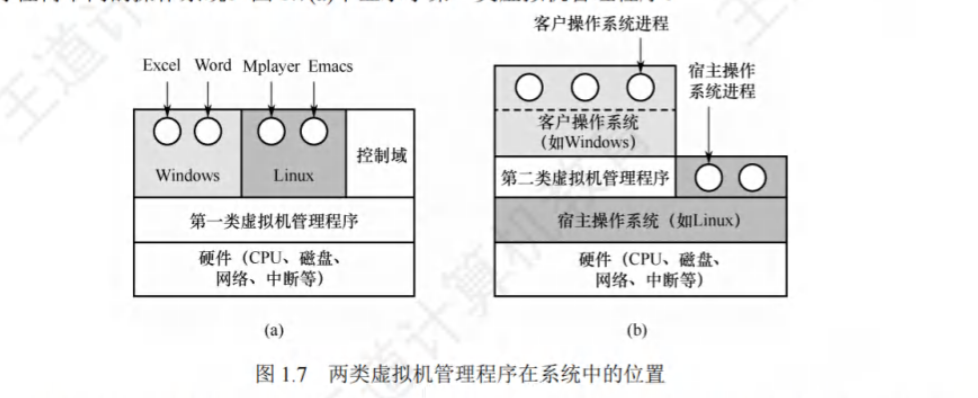 客户操作系统进程
Excel Word Mplayer Emacs
宿主操作
系统进程
客户操作系统
(如Windows)
控制域
Windows
Linux
第二类虚拟机管理程序
第一类虚拟机管理程序
宿主操作系统（如Linux）
硬件（CPU、磁盘、
网络、中断等）
硬件（CPU、磁盘、
网络、中断等）
(a)
(b)
图 1.7 两类虚拟机管理程序在系统中的位置